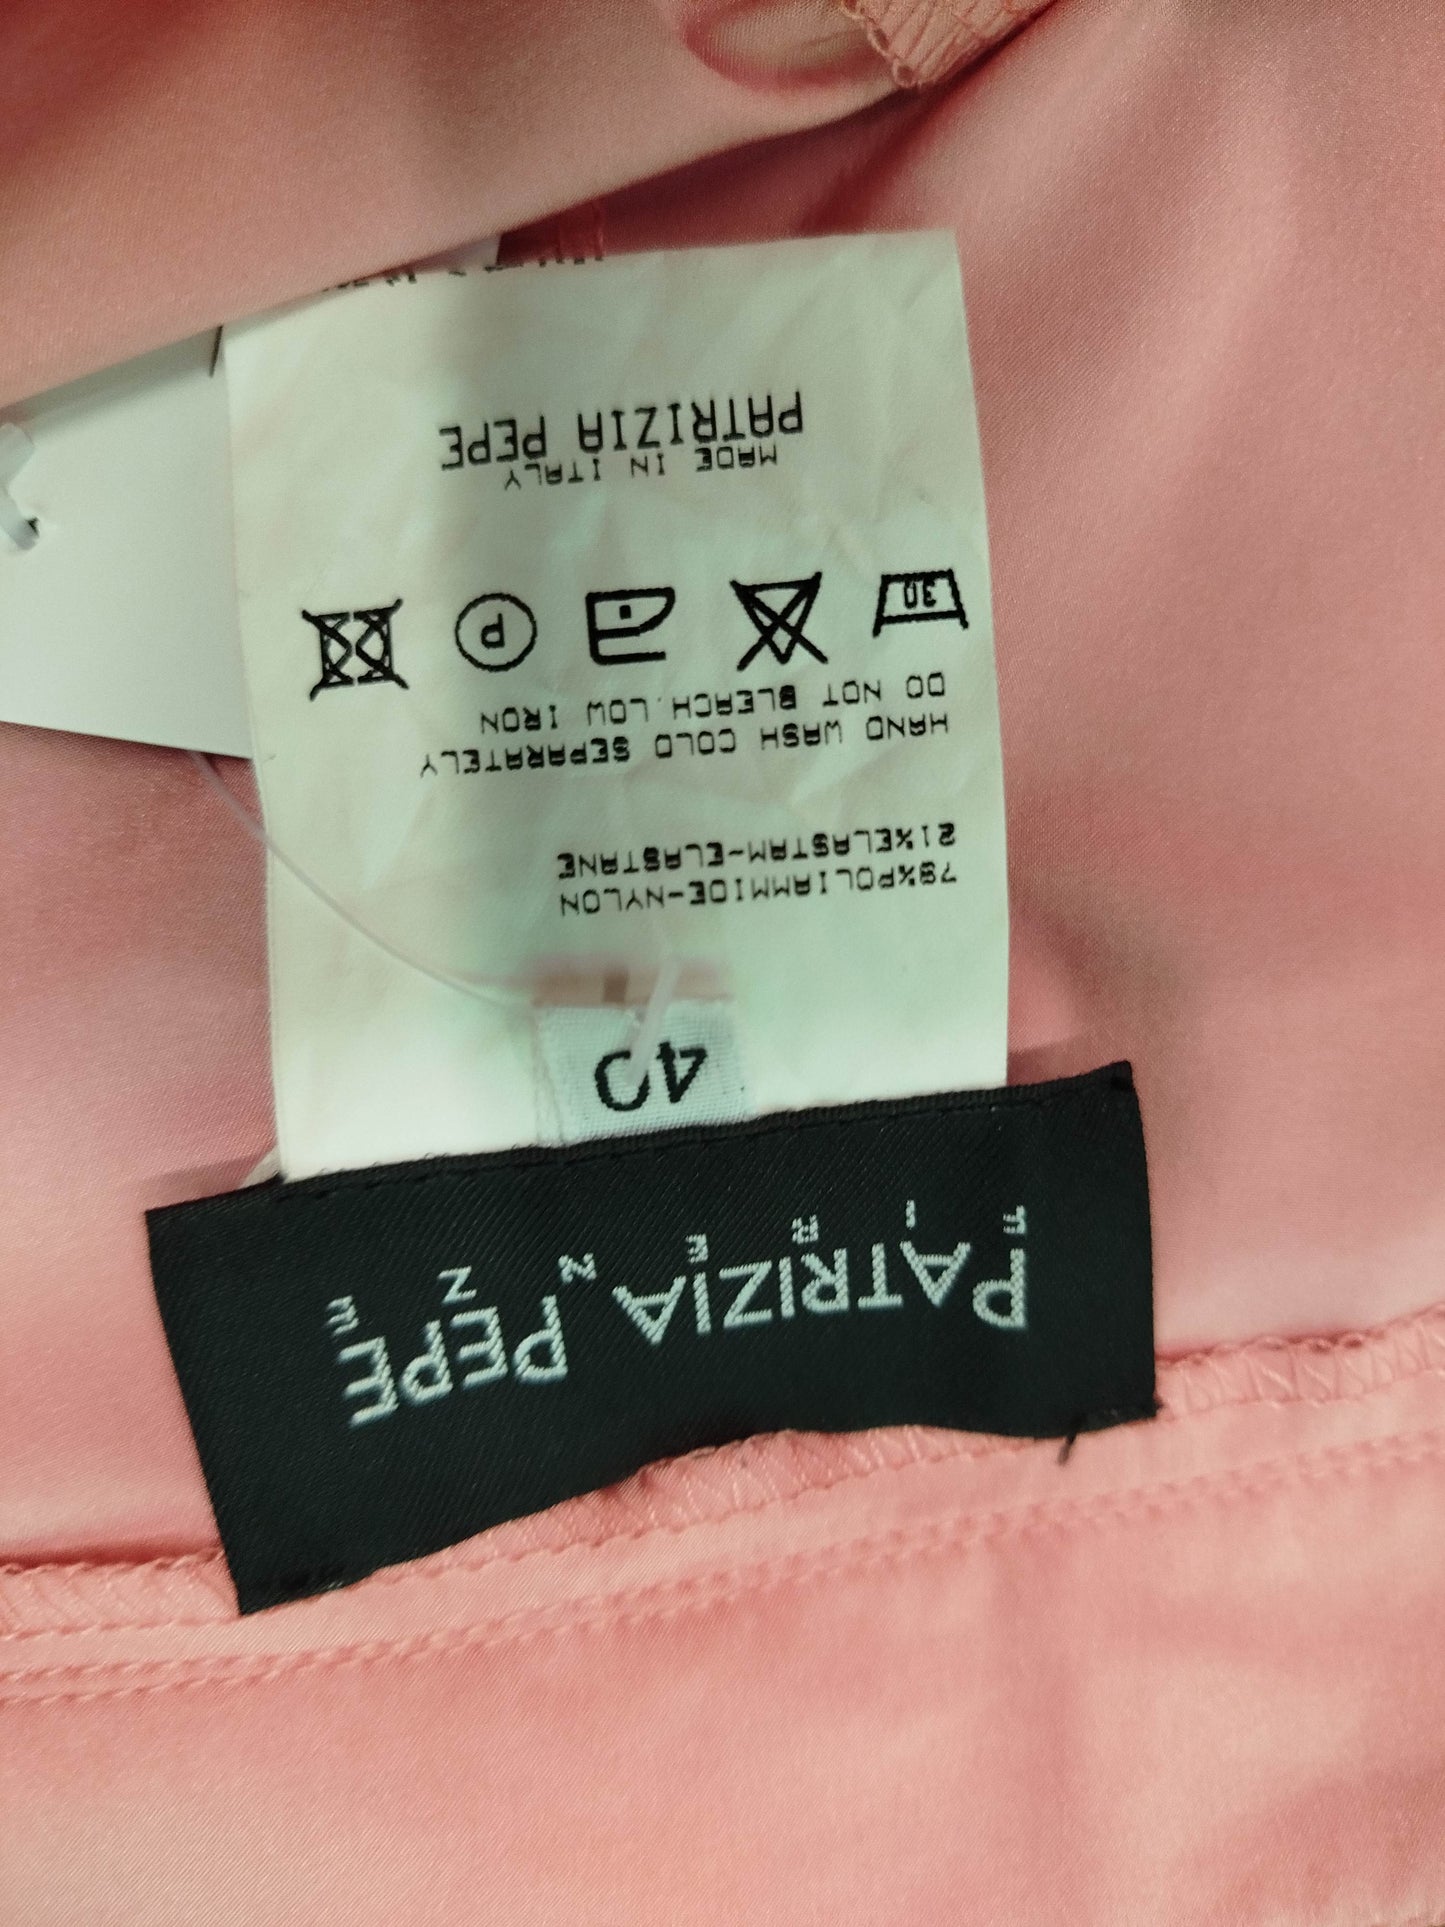 PATRIZIA PEPE
FIRENZE
40
79%POLIAMMIDE-NYLON
21%ELASTAM-ELASTANE
HAND WASH COLD SEPARATELY
DO NOT BLEACH.LOW IRON
30
P
MADE IN ITALY
PATRIZIA PEPE